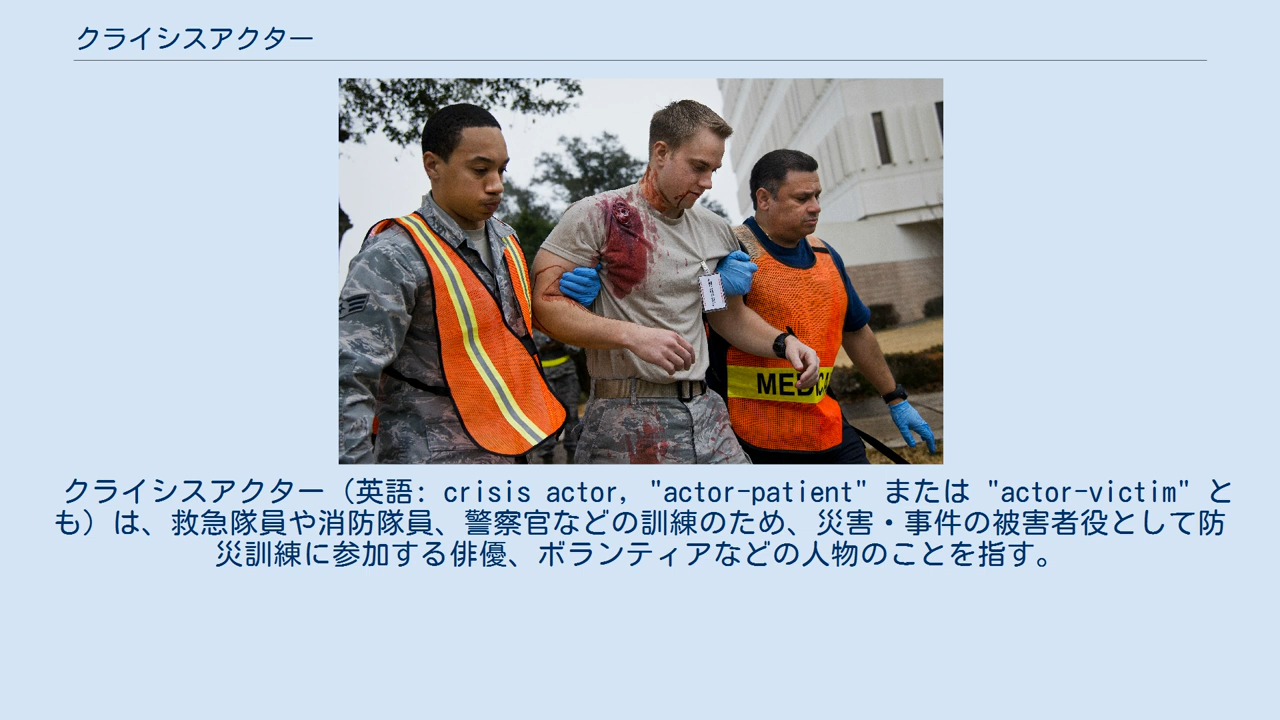 クライシスアクター
MEDICA
クライシスアクター（英語: crisis actor, "actor-patient" または "actor-victim" と
も）は、救急隊員や消防隊員、警察官などの訓練のため、災害・事件の被害者役として防
災訓練に参加する俳優、ボランティアなどの人物のことを指す。